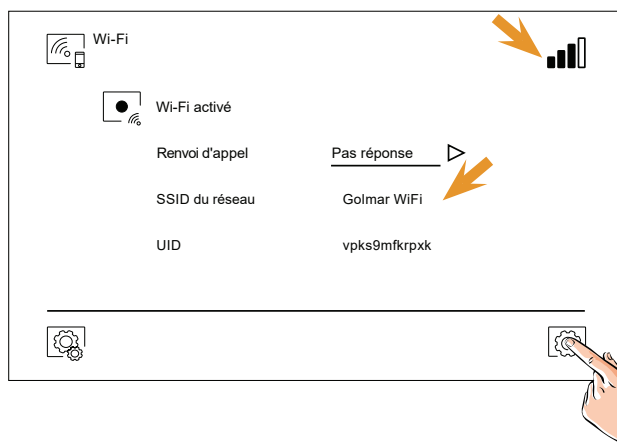 Wi-Fi
Wi-Fi activé
Renvoi d'appel Pas réponse
SSID du réseau Golmar WiFi
UID vpks9mfkrpxk